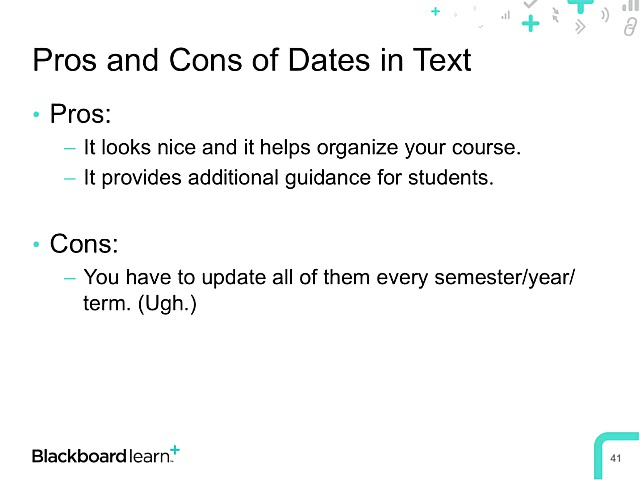 Pros and Cons of Dates in Text
• Pros:
– It looks nice and it helps organize your course.
– It provides additional guidance for students.
• Cons:
– You have to update all of them every semester/year/
term. (Ugh.)
Blackboard learn+
41